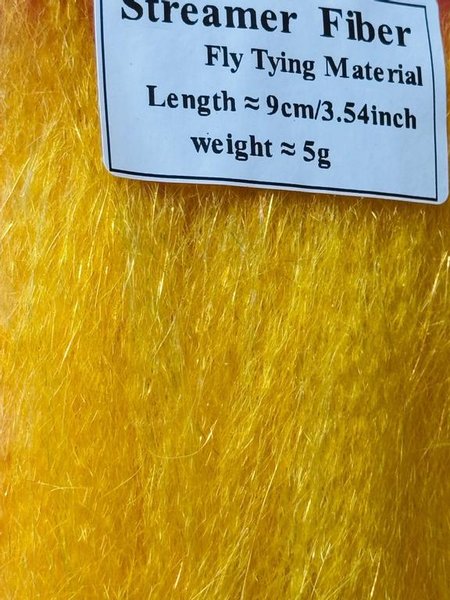 Streamer Fiber
Fly Tying Material
Length ≈ 9cm/3.54inch
weight ≈ 5g